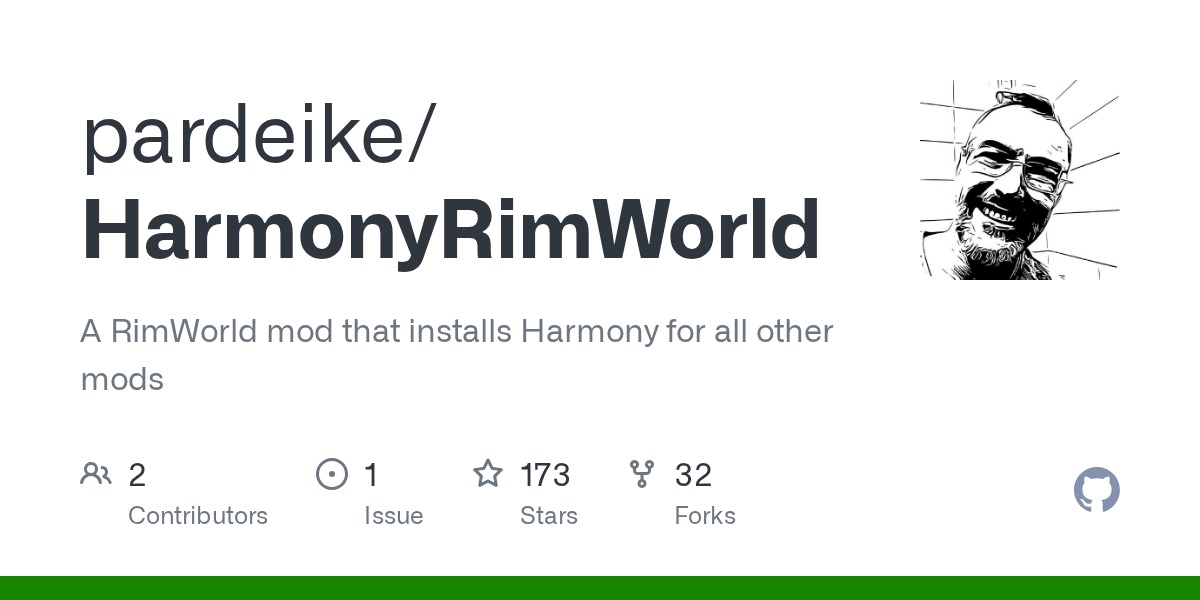 pardeike/
HarmonyRimWorld
A RimWorld mod that installs Harmony for all other
mods
2 1 173 32
Contributors Issue Stars Forks